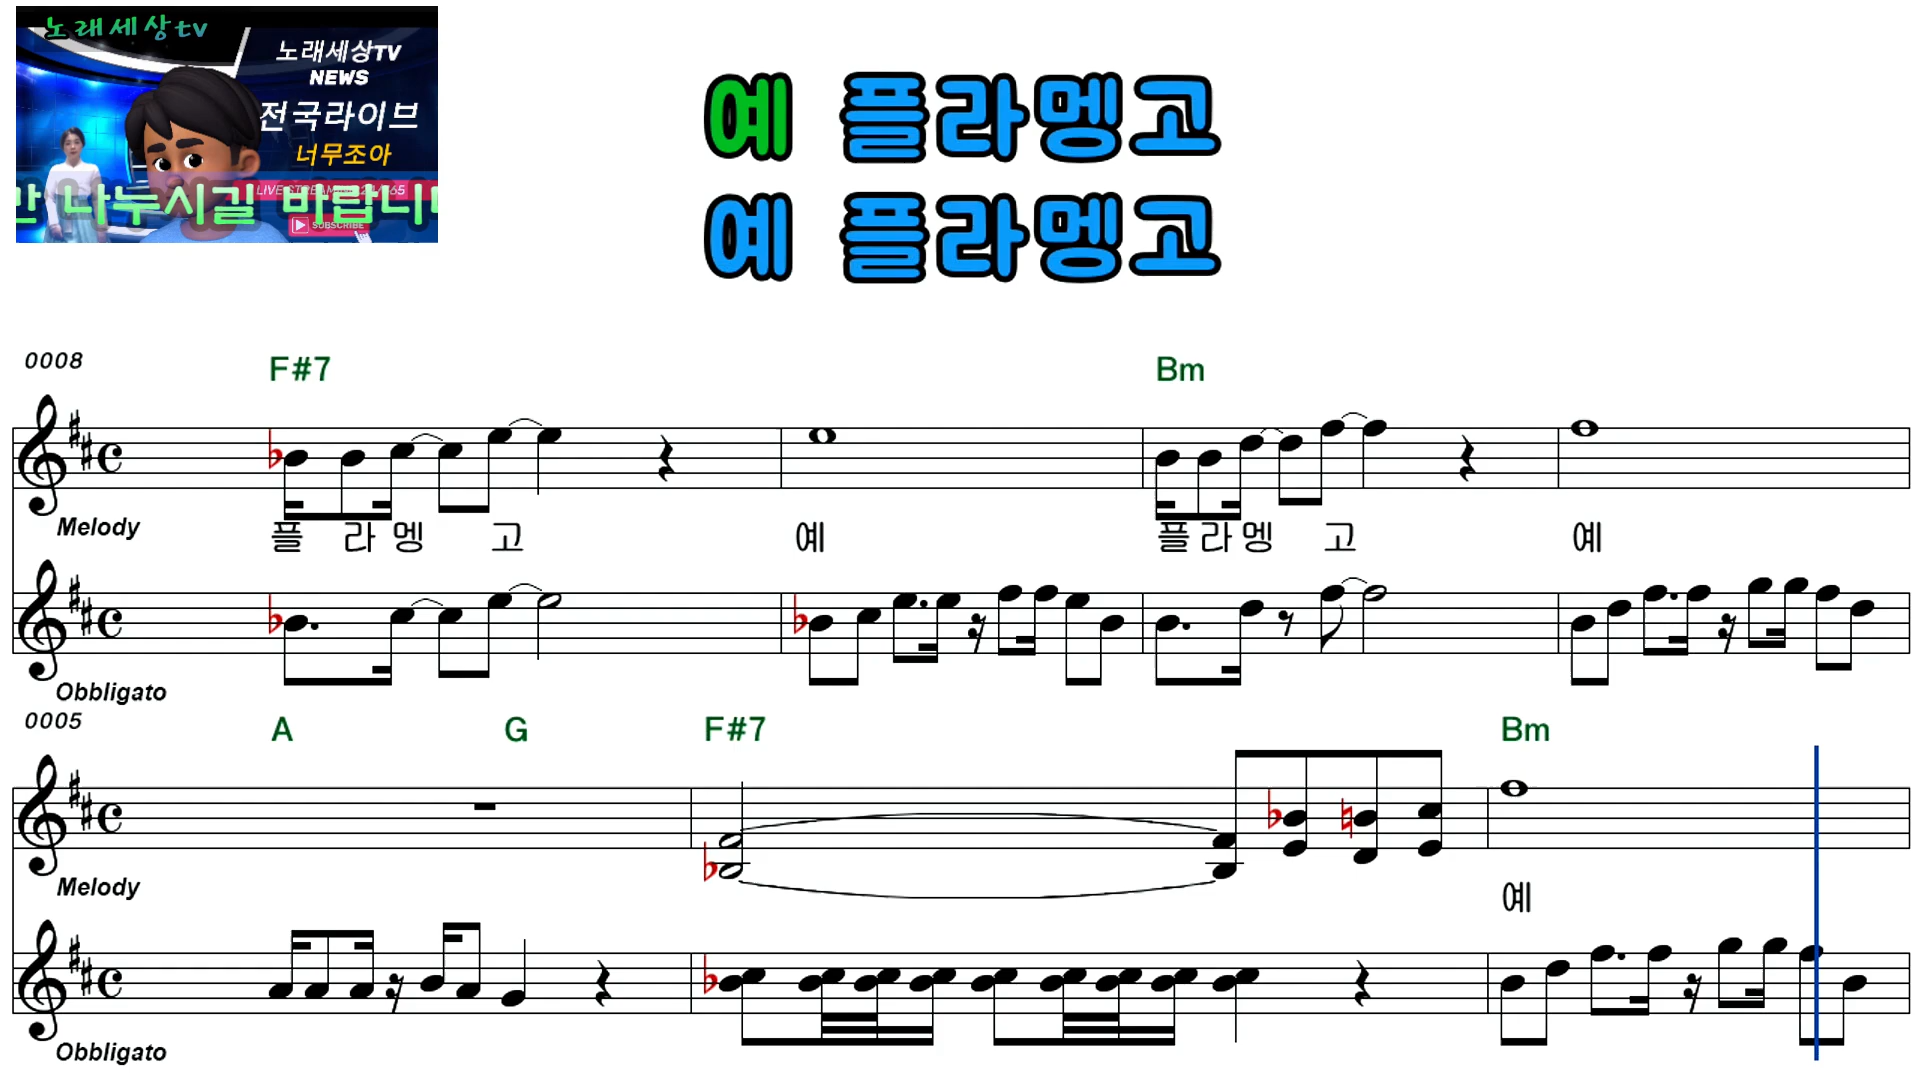 노래세상tv
노래세상TV
NEWS
전국라이브
너무조아
나누시길 바랍니
SUBSCRIBE
예 플라멩고
예 플라멩고
0008
F#7 Bm
Melody
플 라 멩 고 예 플 라 멩 고 예
Obbligato
0005
A G F#7 Bm
Melody
예
Obbligato